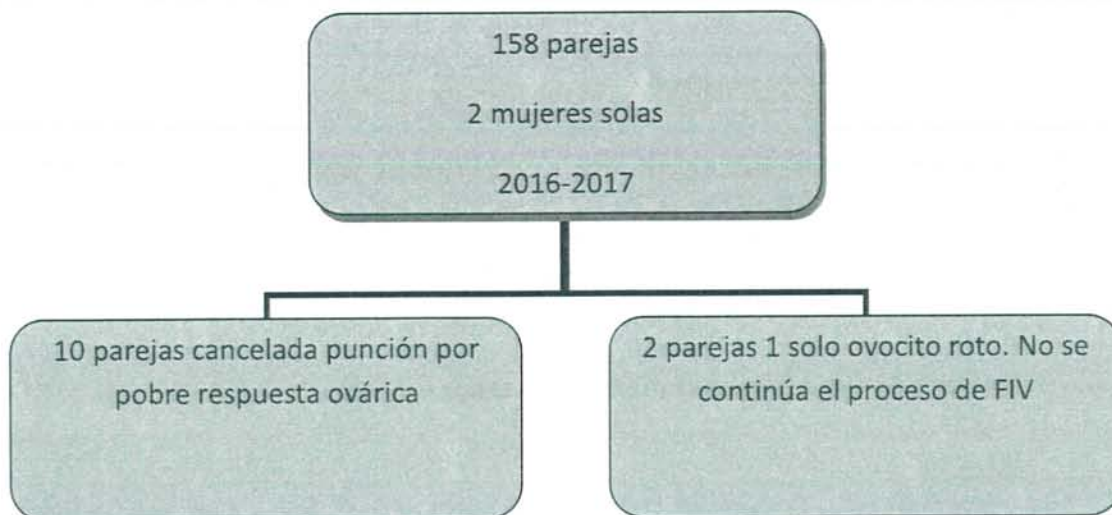 158 parejas
2 mujeres solas
2016-2017
10 parejas cancelada punción por
pobre respuesta ovárica
2 parejas 1 solo ovocito roto. No se
continúa el proceso de FIV